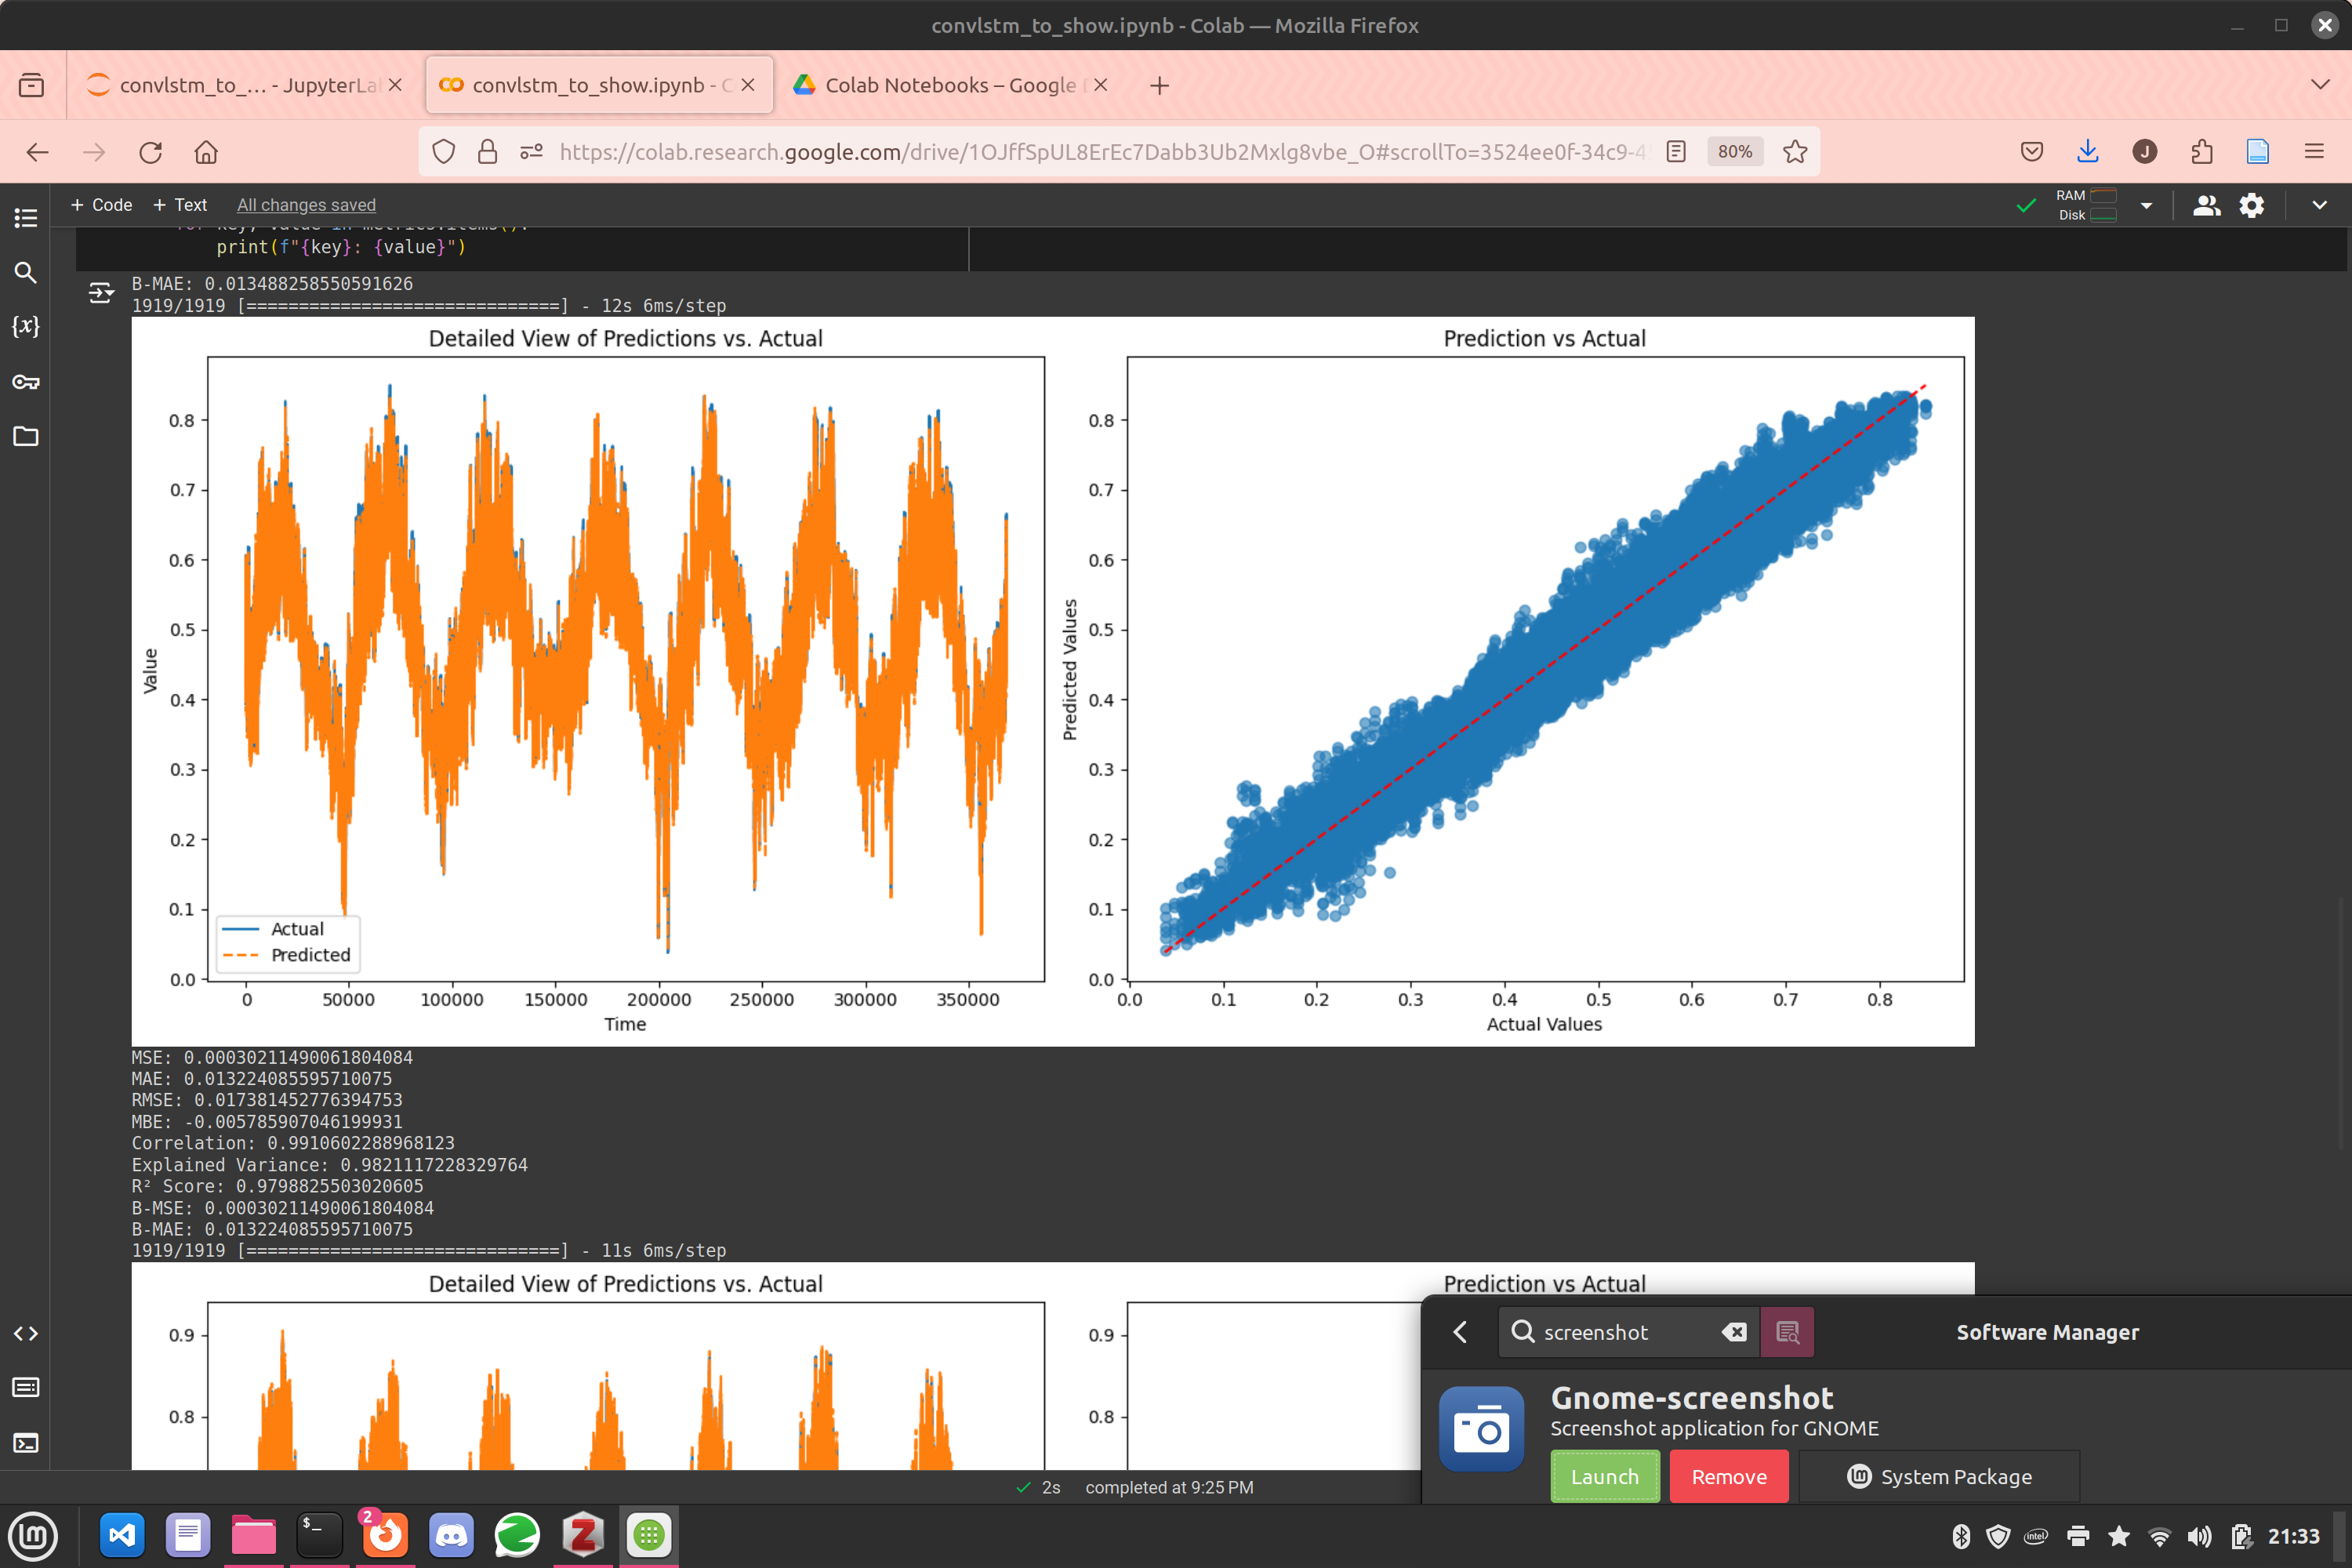 convlstm_to_show.ipynb - Colab — Mozilla Firefox
convlstm_to_... - JupyterLa
convlstm_to_show.ipynb - C
Colab Notebooks – Google
https://colab.research.google.com/drive/1OJffSpUL8ErEc7Dabb3Ub2Mxlg8vbe_O#scrollTo=3524ee0f-34c9-4
80%
J
+ Code + Text All changes saved
RAM
Disk
for key, value in metrics.items():
print(f"{key}: {value}")
B-MAE: 0.013488258550591626
1919/1919 [==============================] - 12s 6ms/step
Detailed View of Predictions vs. Actual
Value
0.8
0.7
0.6
0.5
0.4
0.3
0.2
0.1
0.0
Actual
Predicted
0 50000 100000 150000 200000 250000 300000 350000
Time
Prediction vs Actual
Predicted Values
0.8
0.7
0.6
0.5
0.4
0.3
0.2
0.1
0.0
0.0 0.1 0.2 0.3 0.4 0.5 0.6 0.7 0.8
Actual Values
MSE: 0.00030211490061804084
MAE: 0.013224085595710075
RMSE: 0.017381452776394753
MBE: -0.005785907046199931
Correlation: 0.9910602288968123
Explained Variance: 0.9821117228329764
R² Score: 0.9798825503020605
B-MSE: 0.00030211490061804084
B-MAE: 0.013224085595710075
1919/1919 [==============================] - 11s 6ms/step
Detailed View of Predictions vs. Actual
0.9
0.8
Prediction vs Actual
0.9
0.8
screenshot
Software Manager
Gnome-screenshot
Screenshot application for GNOME
Launch
Remove
System Package
2s completed at 9:25 PM
$_
2
Z
intel
21:33